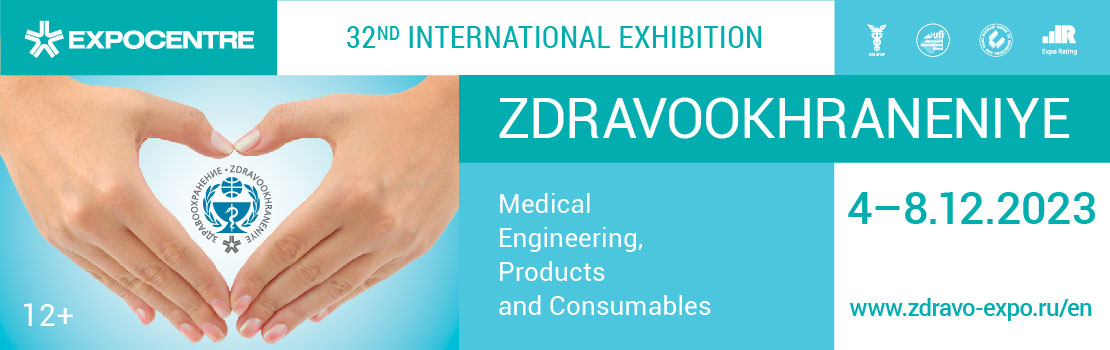 EXPOCENTRE
32ND INTERNATIONAL EXHIBITION
ufi
Expo Rating
ZDRAVOOKHRANENIYE
ЗДРАВООХРАНЕНИЕ • ZDRAVOOKHRANENIYE
Medical
Engineering,
Products
and Consumables
4–8.12.2023
www.zdravo-expo.ru/en
12+